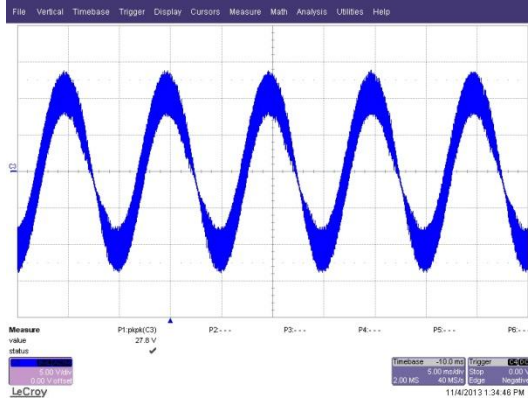 File Vertical Timebase Trigger Display Cursors Measure Math Analysis Utilities Help
C3
Measure P1:pkpk(C3) P2:- - - P3:- - - P4:- - - P5:- - - P6:- - -
value 27.8 V
status ✓
Timebase -10.0 ms Trigger C4 DC
5.00 V/div 5.00 ms/div Stop 0.00 V
0.00 V offset 2.00 MS 40 MS/s Edge Negative
LeCroy 11/4/2013 1:34:46 PM